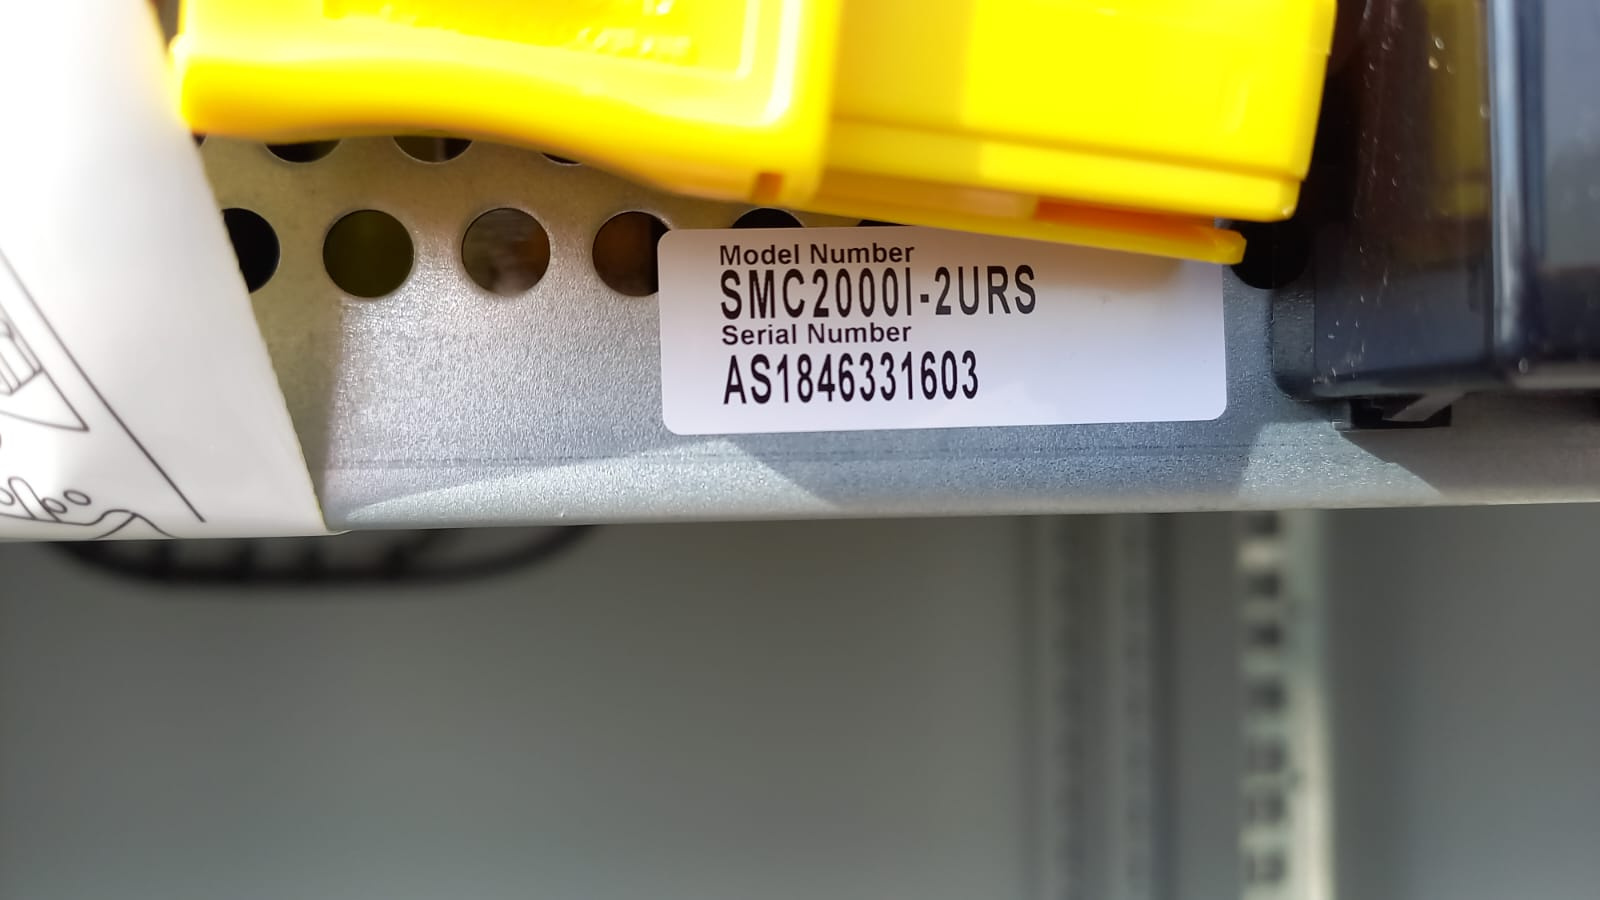 Model Number
SMC2000I-2URS
Serial Number
AS1846331603